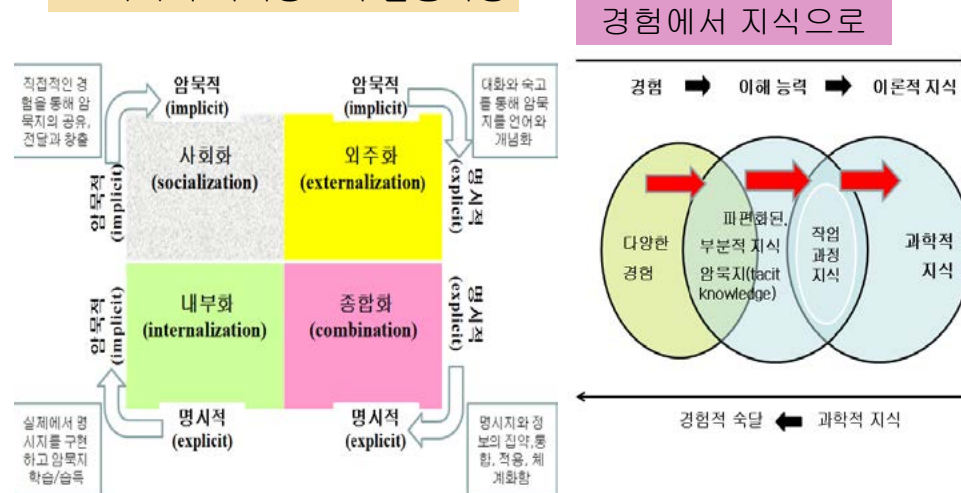 경험에서 지식으로
직접적인 경
험을 통해 암
묵지의 공유,
전달과 창출
암묵적
(implicit)
암묵적
(implicit)
대화와 숙고
를 통해 암묵
지를 언어와
개념화
암묵적
(implicit)
사회화
(socialization)
외주화
(externalization)
명시적
(explicit)
암묵적
(implicit)
내부화
(internalization)
종합화
(combination)
명시적
(explicit)
실제에서 명
시지를 구현
하고 암묵지
학습/습득
명시적
(explicit)
명시적
(explicit)
명시지와 정
보의 집약,통
합, 적용, 체
계화함
경험
이해 능력
이론적 지식
다양한
경험
파편화된,
부분적 지식
암묵지(tacit
knowledge)
작업
과정
지식
과학적
지식
경험적 숙달
과학적 지식